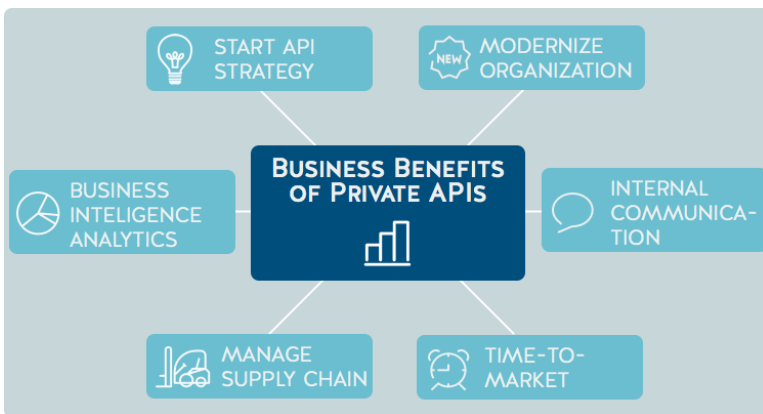 START API
STRATEGY
NEW
MODERNIZE
ORGANIZATION
BUSINESS BENEFITS
OF PRIVATE APIS
BUSINESS
INTELIGENCE
ANALYTICS
INTERNAL
COMMUNICA-
TION
MANAGE
SUPPLY CHAIN
TIME-TO-
MARKET